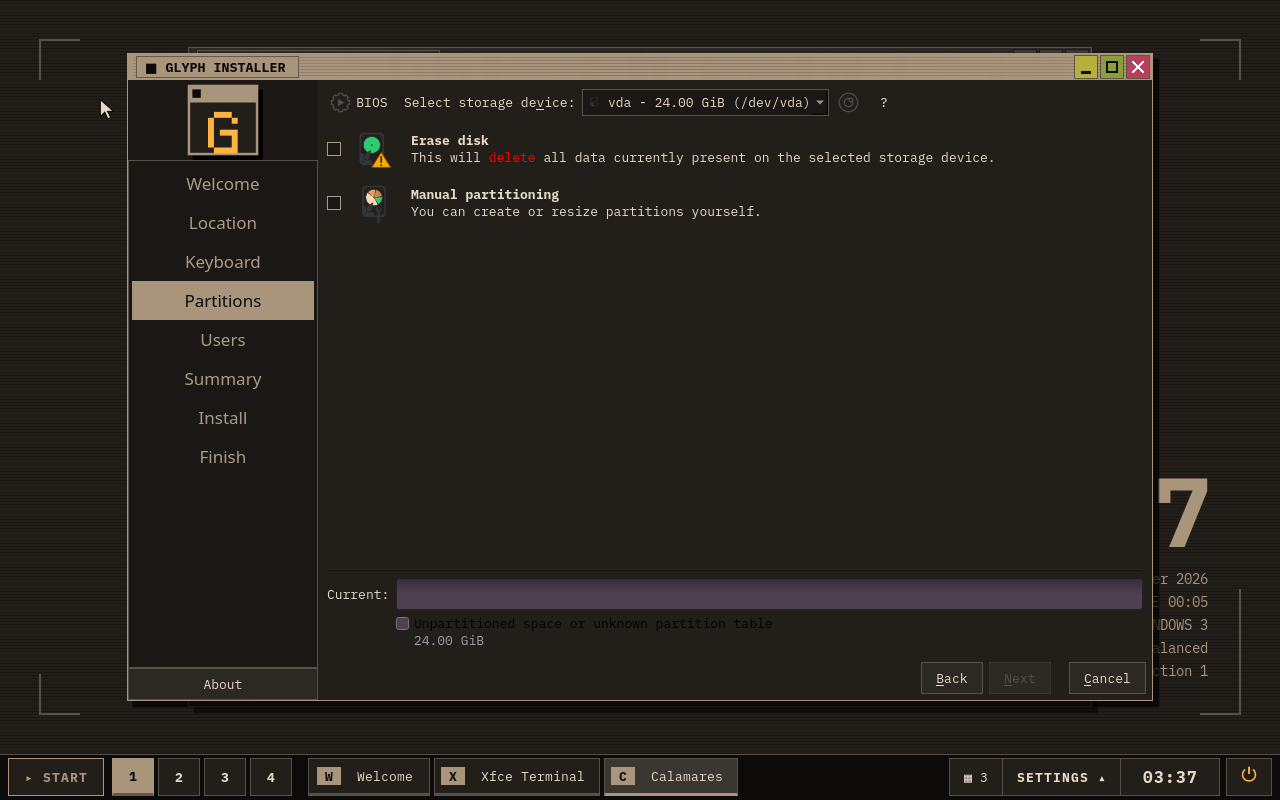 GLYPH INSTALLER
G
BIOS Select storage device: vda - 24.00 GiB (/dev/vda) ?
Erase disk
This will delete all data currently present on the selected storage device.
Manual partitioning
You can create or resize partitions yourself.
Welcome
Location
Keyboard
Partitions
Users
Summary
Install
Finish
About
Current:
Unpartitioned space or unknown partition table
24.00 GiB
Back Next Cancel
7
er 2026
00:05
NDOWS 3
alanced
ction 1
▸ START 1 2 3 4 W Welcome X Xfce Terminal C Calamares ▦ 3 SETTINGS ▴ 03:37